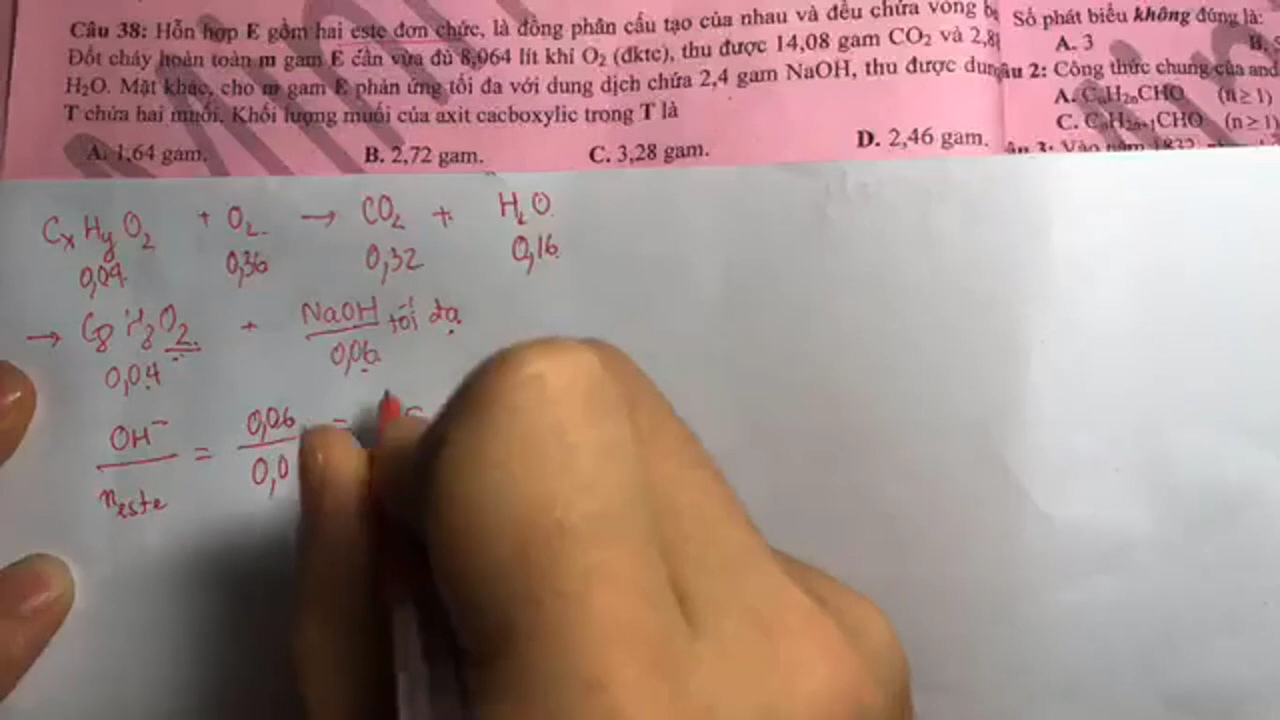 Câu 38: Hỗn hợp E gồm hai este đơn chức, là đồng phân cấu tạo của nhau và đều chứa vòng
Đốt cháy hoàn toàn m gam E cần vừa đủ 8,064 lít khí O₂ (đktc), thu được 14,08 gam CO₂ và 2,8
H₂O. Mặt khác, cho m gam E phản ứng tối đa với dung dịch chứa 2,4 gam NaOH, thu được
T chứa hai muối. Khối lượng muối của axit cacboxylic trong T là
A. 1,64 gam. B. 2,72 gam. C. 3,28 gam. D. 2,46 gam.
Số phát biểu không đúng là:
A. 3 B.
Câu 2: Công thức chung của
A. CₙH₂ₙCHO (n ≥ 1)
C. CₙH₂ₙ₊₁CHO (n ≥ 1)
CxHyO₂ + O₂ → CO₂ + H₂O
0,04 0,36 0,32 0,16
→ C₈H₈O₂ + NaOH tối đa
0,04 0,06
OH⁻ = 0,06 =
n este 0,0